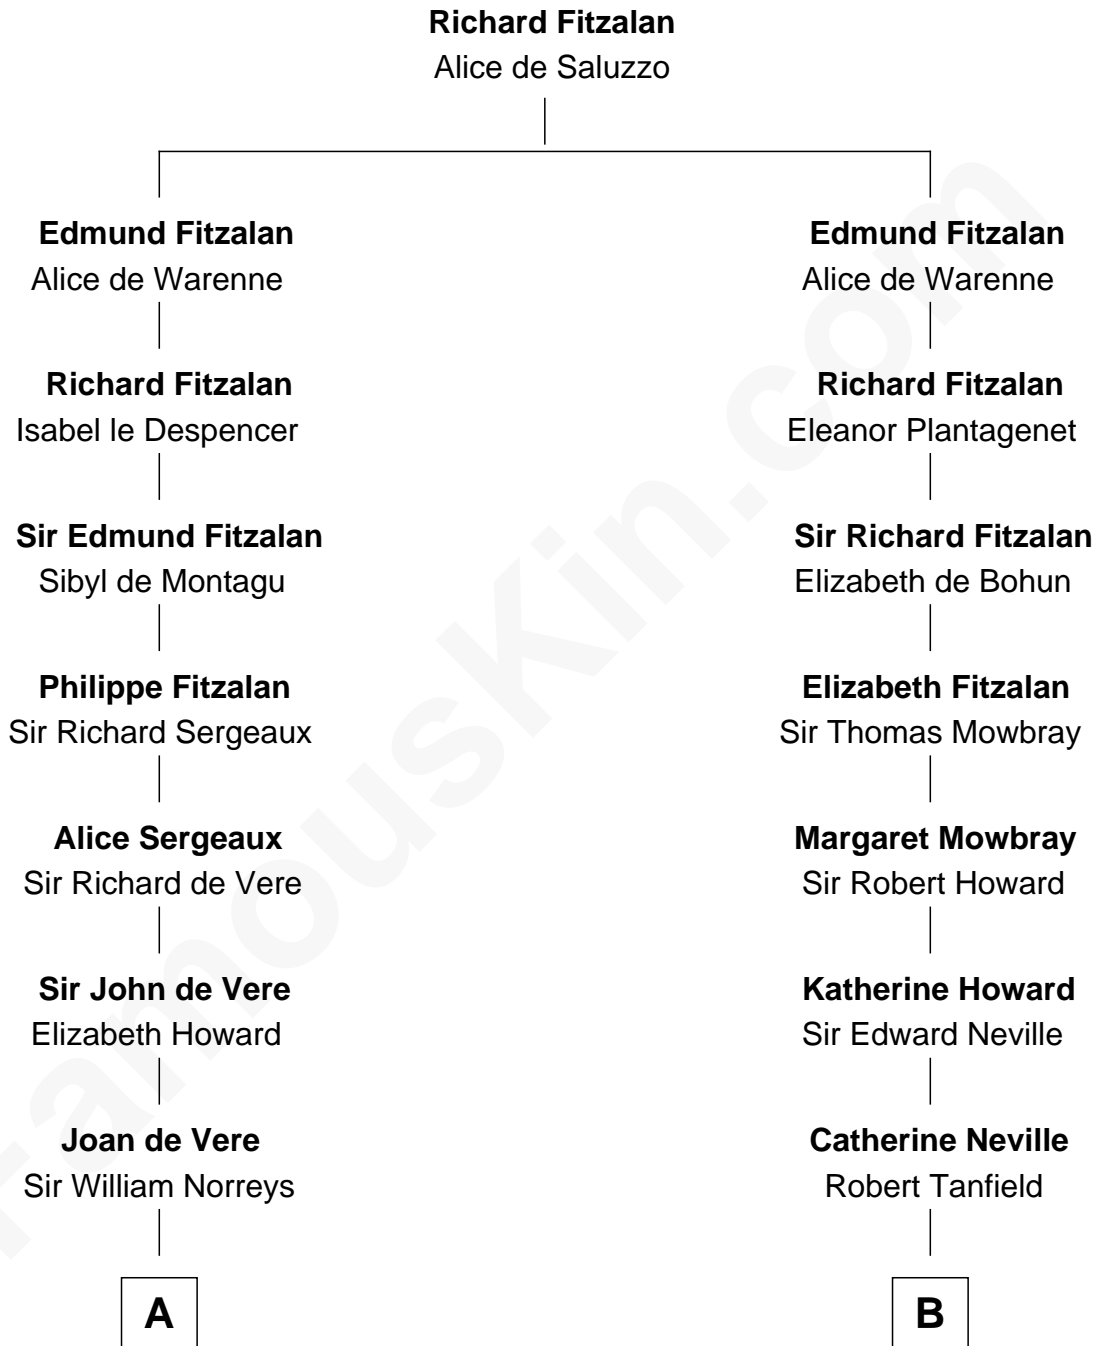 Richard Fitzalan
Alice de Saluzzo
Edmund Fitzalan
Alice de Warenne
Richard Fitzalan
Isabel le Despencer
Sir Edmund Fitzalan
Sibyl de Montagu
Philippe Fitzalan
Sir Richard Sergeaux
Alice Sergeaux
Sir Richard de Vere
Sir John de Vere
Elizabeth Howard
Joan de Vere
Sir William Norreys
A
Edmund Fitzalan
Alice de Warenne
Richard Fitzalan
Eleanor Plantagenet
Sir Richard Fitzalan
Elizabeth de Bohun
Elizabeth Fitzalan
Sir Thomas Mowbray
Margaret Mowbray
Sir Robert Howard
Katherine Howard
Sir Edward Neville
Catherine Neville
Robert Tanfield
B
FamousKin.com